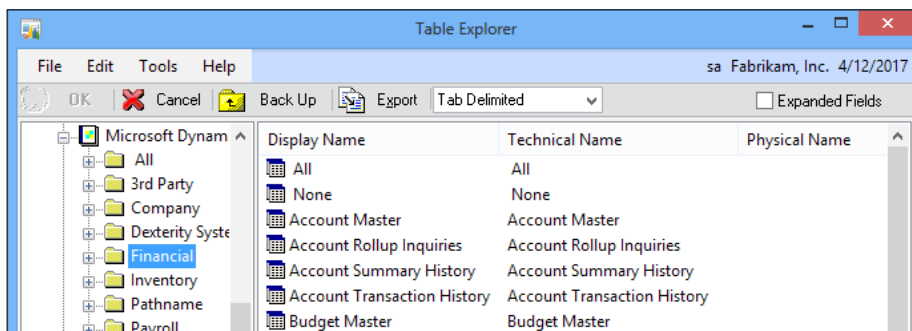 Table Explorer
File Edit Tools Help sa Fabrikam, Inc. 4/12/2017
OK Cancel Back Up Export Tab Delimited Expanded Fields
Microsoft Dynam
All
3rd Party
Company
Dexterity Syste
Financial
Inventory
Pathname
Payroll
Display Name Technical Name Physical Name
All All
None None
Account Master Account Master
Account Rollup Inquiries Account Rollup Inquiries
Account Summary History Account Summary History
Account Transaction History Account Transaction History
Budget Master Budget Master